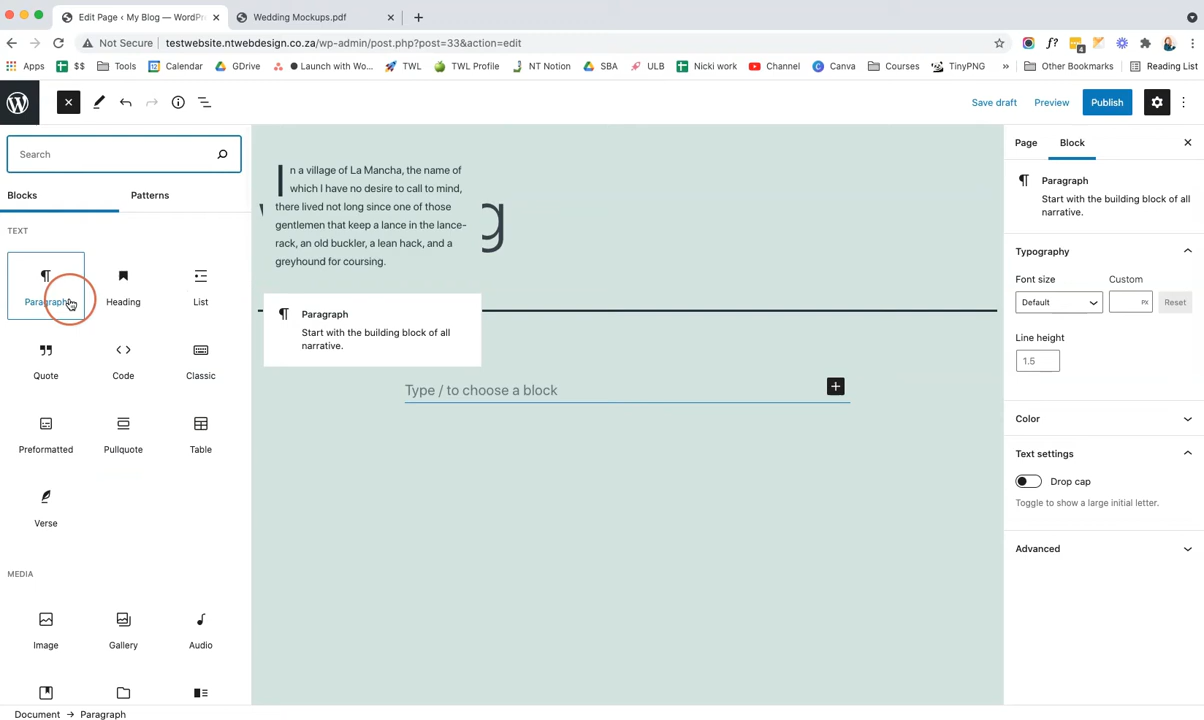 Edit Page ‹ My Blog — WordPr
Wedding Mockups.pdf
Not Secure
testwebsite.ntwebdesign.co.za/wp-admin/post.php?post=33&action=edit
4
Apps
$$
Tools
Calendar
GDrive
Launch with Wo...
TWL
TWL Profile
NT Notion
SBA
ULB
Nicki work
Channel
Canva
Courses
TinyPNG
»
Other Bookmarks
Reading List
Save draft
Preview
Publish
Search
Blocks
Patterns
TEXT
Paragraph
Heading
List
Quote
Code
Classic
Preformatted
Pullquote
Table
Verse
MEDIA
Image
Gallery
Audio
In a village of La Mancha, the name of
which I have no desire to call to mind,
there lived not long since one of those
gentlemen that keep a lance in the lance-
rack, an old buckler, a lean hack, and a
greyhound for coursing.
g
Paragraph
Start with the building block of all
narrative.
Type / to choose a block
Page
Block
Paragraph
Start with the building block of all
narrative.
Typography
Font size
Custom
Default
PX
Reset
Line height
1.5
Color
Text settings
Drop cap
Toggle to show a large initial letter.
Advanced
Document → Paragraph